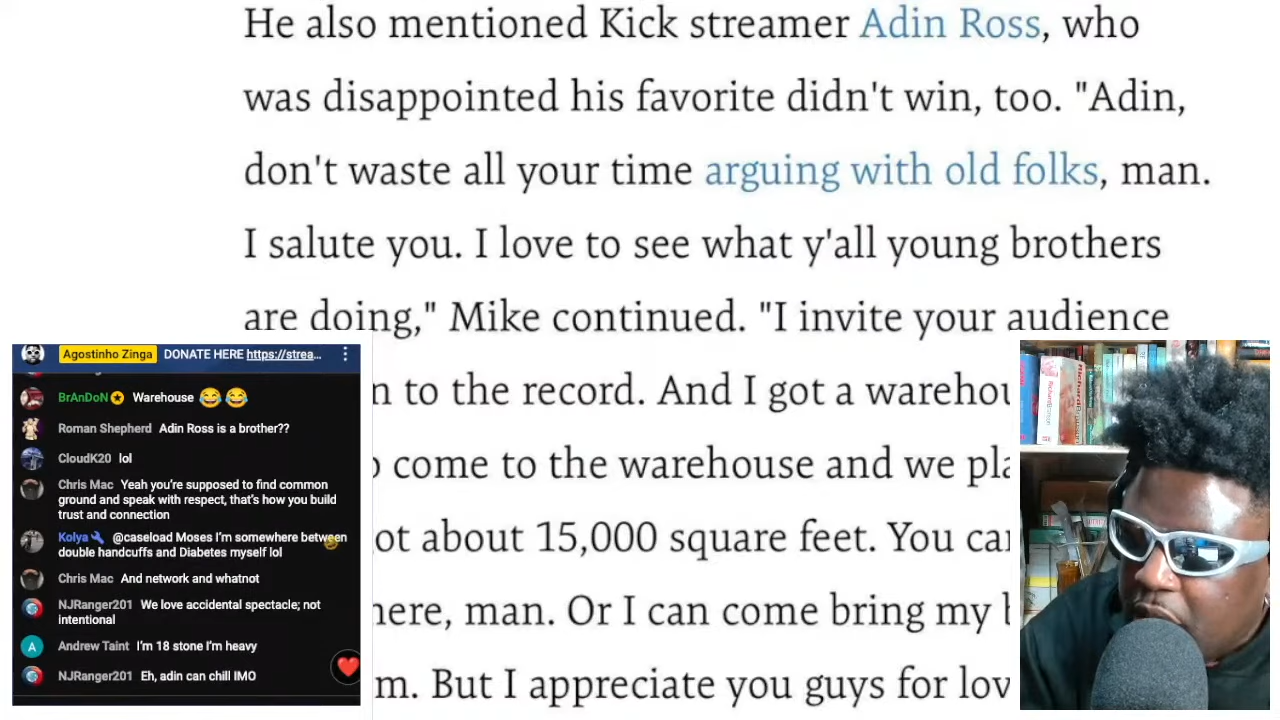 He also mentioned Kick streamer Adin Ross, who
was disappointed his favorite didn't win, too. "Adin,
don't waste all your time arguing with old folks, man.
I salute you. I love to see what y'all young brothers
are doing," Mike continued. "I invite your audience
n to the record. And I got a warehou
come to the warehouse and we pla
ot about 15,000 square feet. You ca
here, man. Or I can come bring my
m. But I appreciate you guys for lov
Agostinho Zinga DONATE HERE https://strea...
BrAnDoN Warehouse 😂 😂
Roman Shepherd Adin Ross is a brother??
CloudK20 lol
Chris Mac Yeah you're supposed to find common
ground and speak with respect, that's how you build
trust and connection
Kolya @caseload Moses I'm somewhere between
double handcuffs and Diabetes myself lol
Chris Mac And network and whatnot
NJRanger201 We love accidental spectacle; not
intentional
A Andrew Taint I'm 18 stone I'm heavy
NJRanger201 Eh, adin can chill IMO